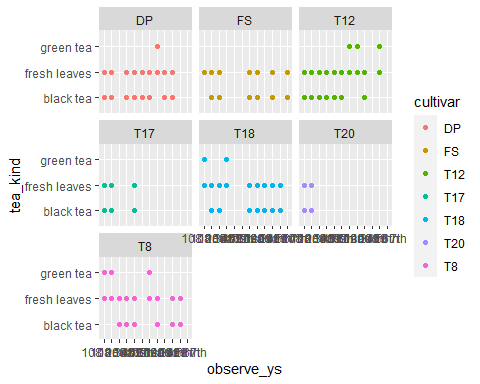 DP FS T12
green tea
fresh leaves
black tea
T17 T18 T20
green tea
fresh leaves
black tea
T8
green tea
fresh leaves
black tea
tea_kind
observe_ys
cultivar
DP
FS
T12
T17
T18
T20
T8